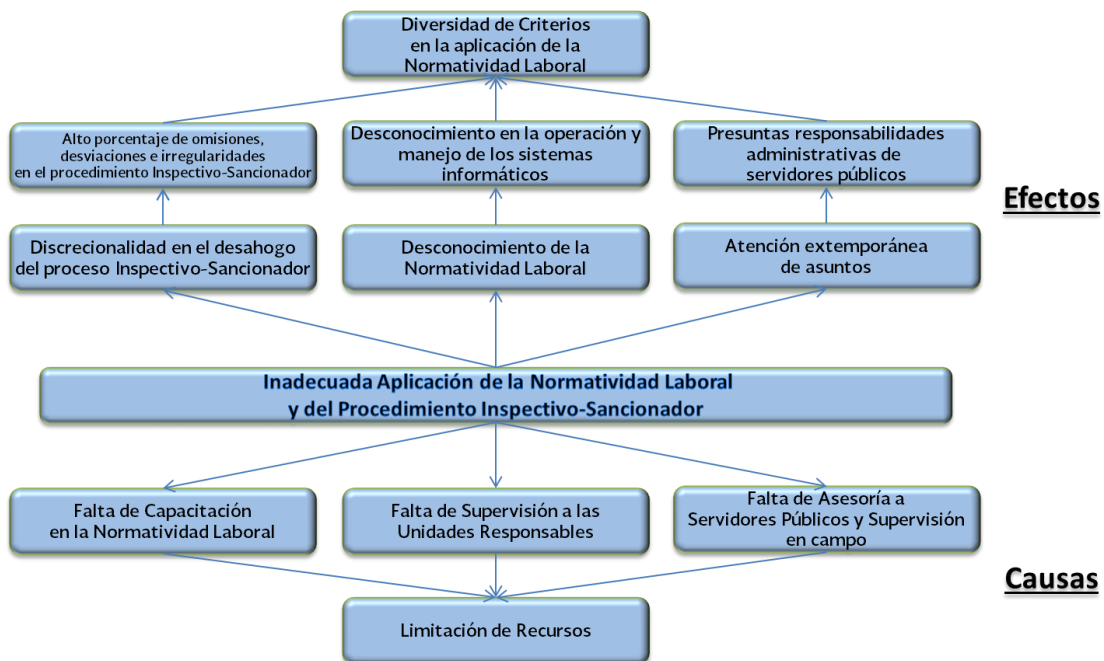 Diversidad de Criterios
en la aplicación de la
Normatividad Laboral
Alto porcentaje de omisiones,
desviaciones e irregularidades
en el procedimiento Inspectivo-Sancionador
Desconocimiento en la operación y
manejo de los sistemas
informáticos
Presuntas responsabilidades
administrativas de
servidores públicos
Efectos
Discrecionalidad en el desahogo
del proceso Inspectivo-Sancionador
Desconocimiento de la
Normatividad Laboral
Atención extemporánea
de asuntos
Inadecuada Aplicación de la Normatividad Laboral
y del Procedimiento Inspectivo-Sancionador
Falta de Capacitación
en la Normatividad Laboral
Falta de Supervisión a las
Unidades Responsables
Falta de Asesoría a
Servidores Públicos y Supervisión
en campo
Causas
Limitación de Recursos